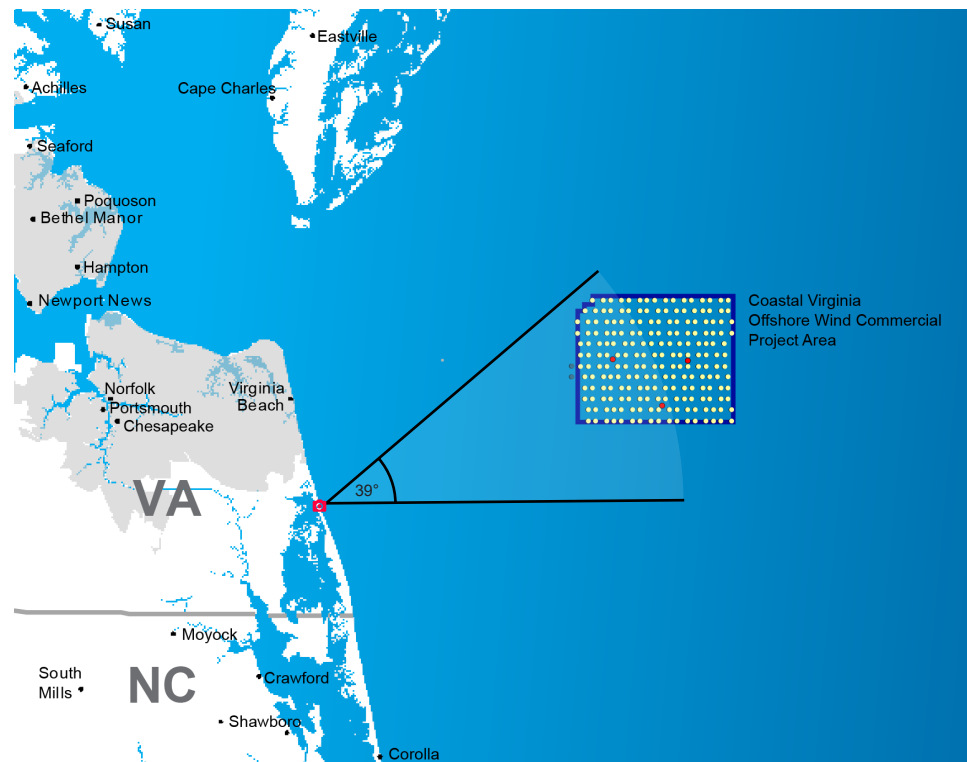 Susan
Eastville
Achilles
Cape Charles
Seaford
Poquoson
Bethel Manor
Hampton
Newport News
Coastal Virginia
Offshore Wind Commercial
Project Area
Norfolk
Portsmouth
Chesapeake
Virginia
Beach
39°
VA
Moyock
South
Mills
NC
Crawford
Shawboro
Corolla